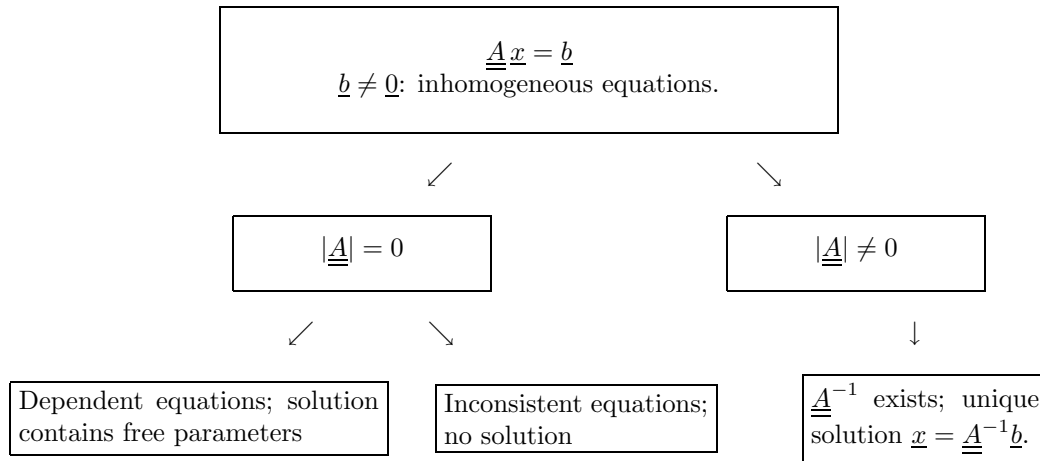 A x = b
b ≠ 0: inhomogeneous equations.
|A| = 0
|A| ≠ 0
Dependent equations; solution
contains free parameters
Inconsistent equations;
no solution
A⁻¹ exists; unique
solution x = A⁻¹b.